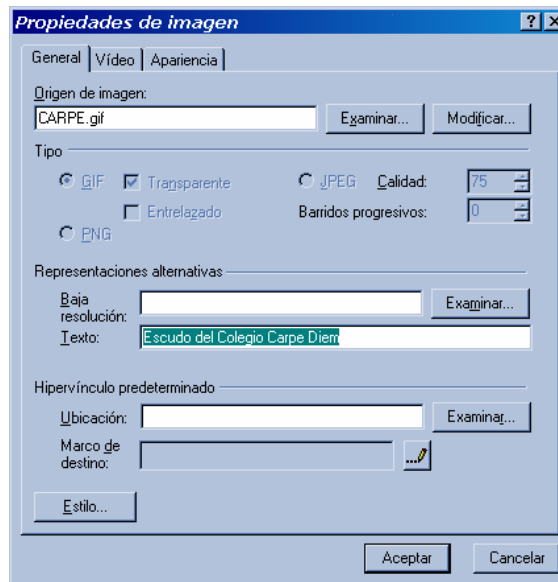 Propiedades de imagen
General Vídeo Apariencia
Origen de imagen:
CARPE.gif Examinar... Modificar...
Tipo
GIF Transparente JPEG Calidad: 75
Entrelazado Barridos progresivos: 0
PNG
Representaciones alternativas
Baja resolución: Examinar...
Texto: Escudo del Colegio Carpe Diem
Hipervínculo predeterminado
Ubicación: Examinar...
Marco de destino:
Estilo...
Aceptar Cancelar